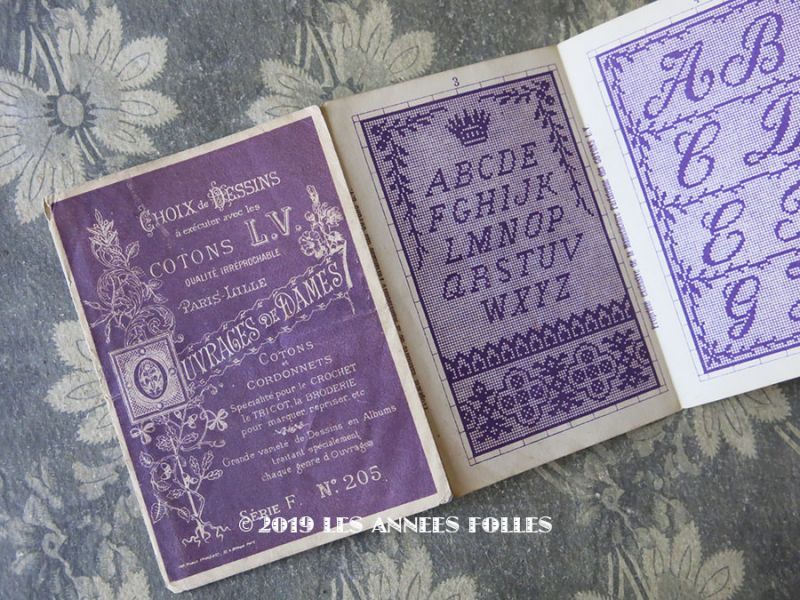 CHOIX de DESSINS
à exécuter avec les
COTONS L.V.
QUALITÉ IRRÉPROCHABLE
PARIS-LILLE
OUVRAGES DE DAMES
COTONS
et
CORDONNETS
Spécialité pour le CROCHET
le TRICOT, la BRODERIE
pour marquer, repriser, etc
Grande variété de Dessins en Albums
traitant spécialement
chaque genre d'Ouvrages
SÉRIE F. N° 205.
3
ABCDE
FGHIJK
LMNOP
QRSTUV
WXYZ
A B
C D
E
G
© 2019 LES ANNEES FOLLES